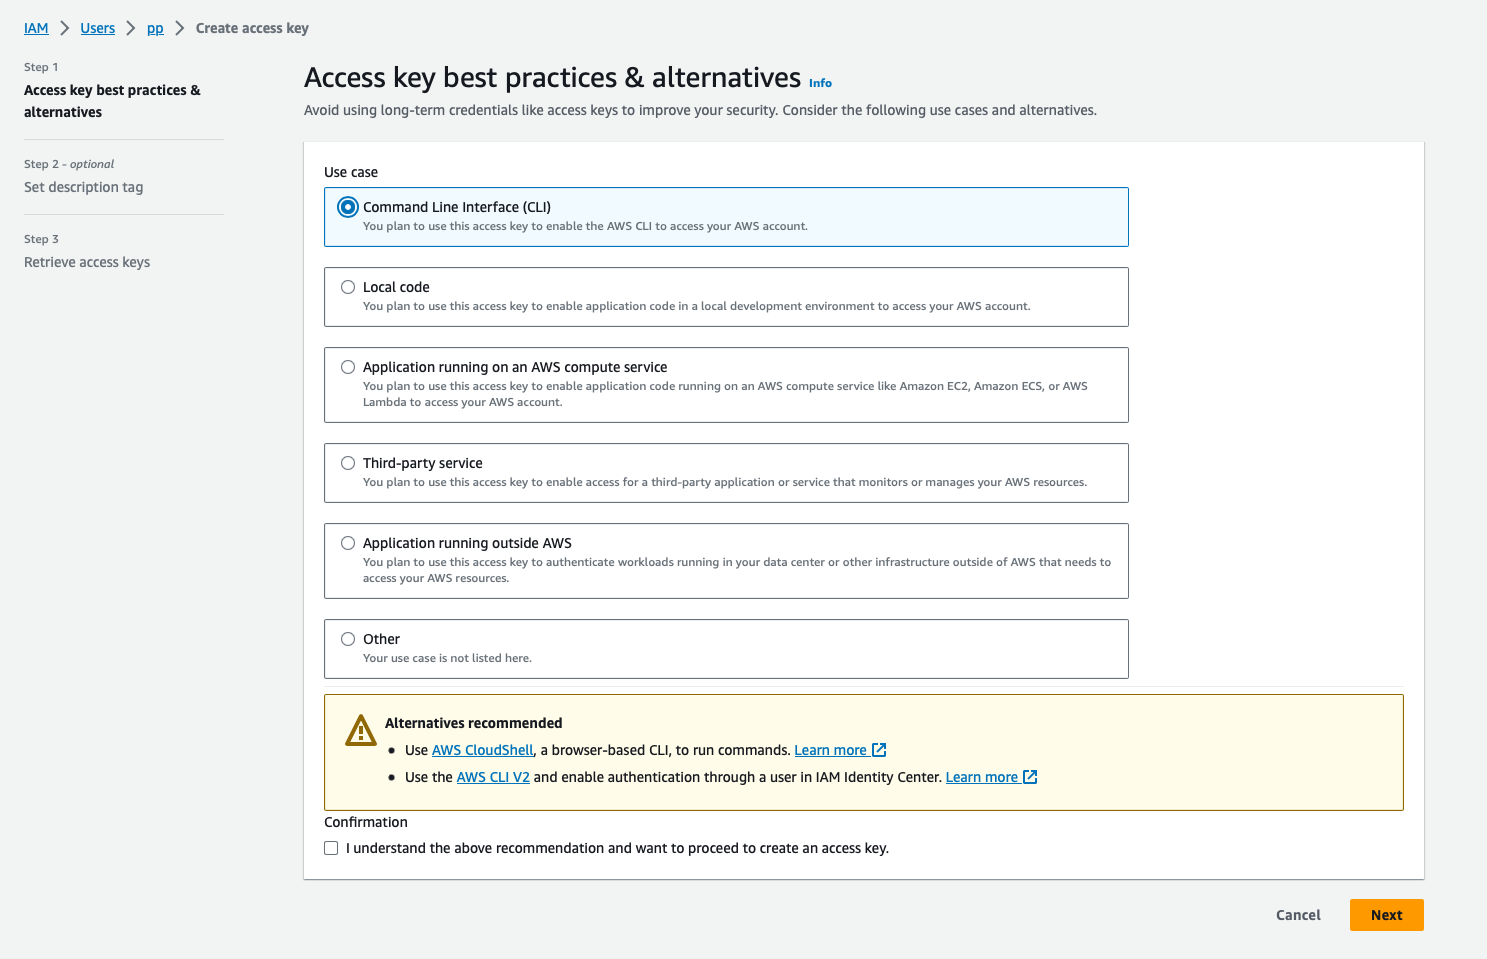 IAM > Users > pp > Create access key
Step 1
Access key best practices &
alternatives
Step 2 - optional
Set description tag
Step 3
Retrieve access keys
Access key best practices & alternatives Info
Avoid using long-term credentials like access keys to improve your security. Consider the following use cases and alternatives.
Use case
Command Line Interface (CLI)
You plan to use this access key to enable the AWS CLI to access your AWS account.
Local code
You plan to use this access key to enable application code in a local development environment to access your AWS account.
Application running on an AWS compute service
You plan to use this access key to enable application code running on an AWS compute service like Amazon EC2, Amazon ECS, or AWS
Lambda to access your AWS account.
Third-party service
You plan to use this access key to enable access for a third-party application or service that monitors or manages your AWS resources.
Application running outside AWS
You plan to use this access key to authenticate workloads running in your data center or other infrastructure outside of AWS that needs to
access your AWS resources.
Other
Your use case is not listed here.
Alternatives recommended
• Use AWS CloudShell, a browser-based CLI, to run commands. Learn more
• Use the AWS CLI V2 and enable authentication through a user in IAM Identity Center. Learn more
Confirmation
I understand the above recommendation and want to proceed to create an access key.
Cancel Next